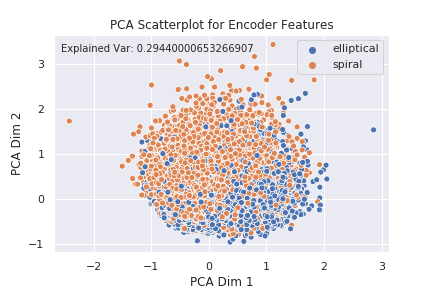 PCA Scatterplot for Encoder Features
Explained Var: 0.29440000653266907
elliptical
spiral
3
2
1
0
−1
PCA Dim 2
−2
−1
0
1
2
3
PCA Dim 1